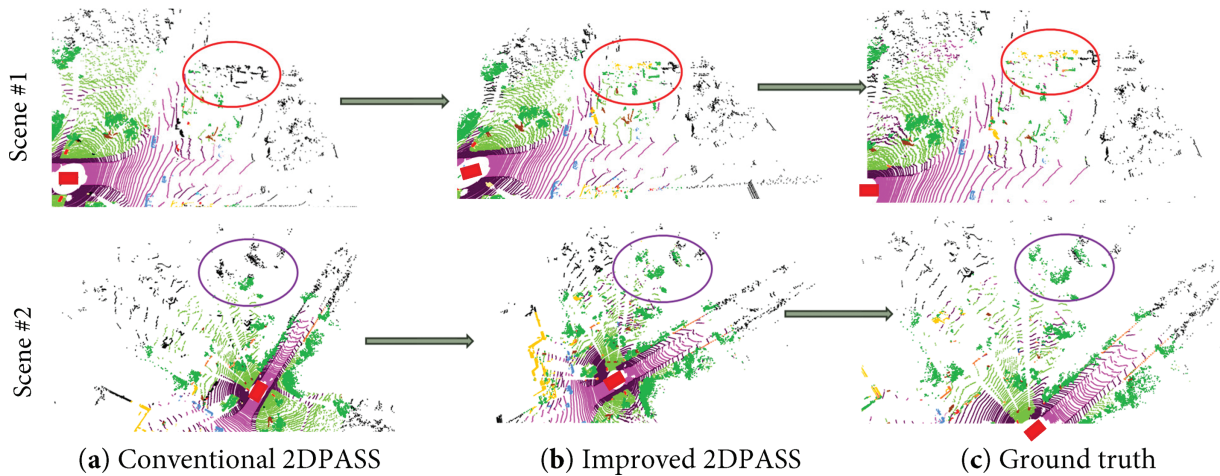 Scene #1
Scene #2
(a) Conventional 2DPASS
(b) Improved 2DPASS
(c) Ground truth